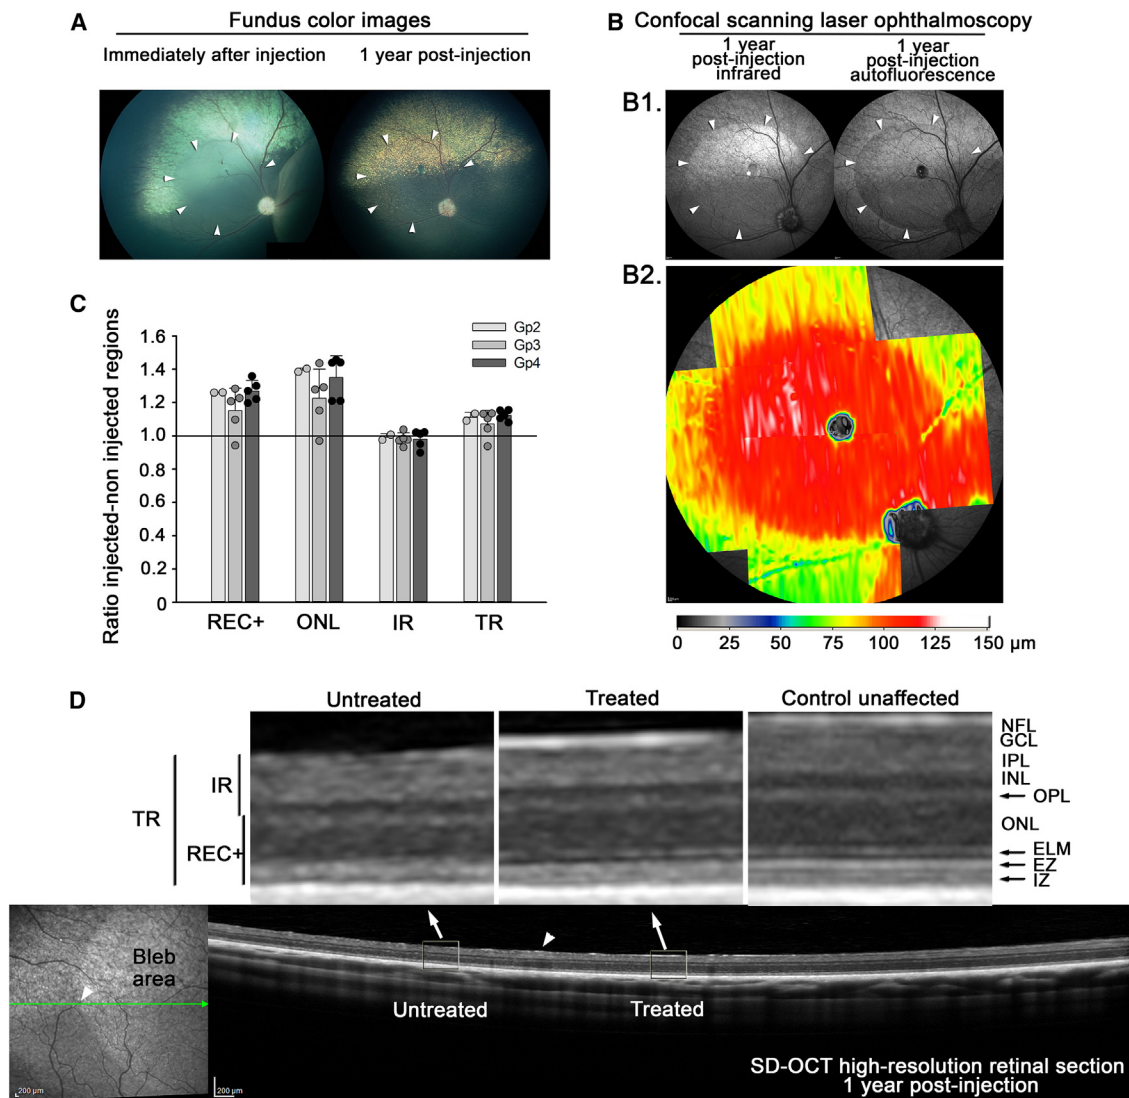 A
Fundus color images
Immediately after injection
1 year post-injection
B
Confocal scanning laser ophthalmoscopy
1 year
post-injection
infrared
1 year
post-injection
autofluorescence
B1.
B2.
0 25 50 75 100 125 150 µm
C
Ratio injected-non injected regions
1.6
1.4
1.2
1.0
0.8
0.6
0.4
0.2
0
Gp2
Gp3
Gp4
REC+ ONL IR TR
D
Untreated
Treated
Control unaffected
TR
IR
REC+
NFL
GCL
IPL
INL
OPL
ONL
ELM
EZ
IZ
Bleb
area
200 µm
200 µm
Untreated
Treated
SD-OCT high-resolution retinal section
1 year post-injection